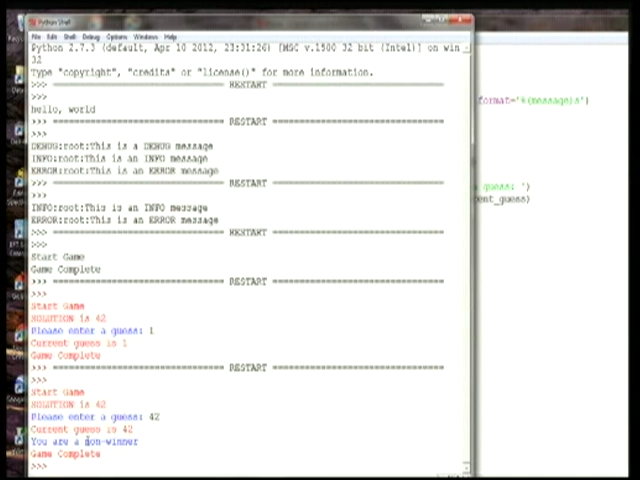 Python Shell
File Edit Shell Debug Options Windows Help
Python 2.7.3 (default, Apr 10 2012, 23:31:26) [MSC v.1500 32 bit (Intel)] on win
32
Type "copyright", "credits" or "license()" for more information.
>>> ================================ RESTART ================================
>>>
hello, world
>>> ================================ RESTART ================================
>>>
DEBUG:root:This is a DEBUG message
INFO:root:This is an INFO message
ERROR:root:This is an ERROR message
>>> ================================ RESTART ================================
>>>
INFO:root:This is an INFO message
ERROR:root:This is an ERROR message
>>> ================================ RESTART ================================
>>>
Start Game
Game Complete
>>> ================================ RESTART ================================
>>>
Start Game
SOLUTION is 42
Please enter a guess: 1
Current guess is 1
Game Complete
>>> ================================ RESTART ================================
>>>
Start Game
SOLUTION is 42
Please enter a guess: 42
Current guess is 42
You are a non-winner
Game Complete
>>>
format='%(message)s')
guess: ')
ent_guess)